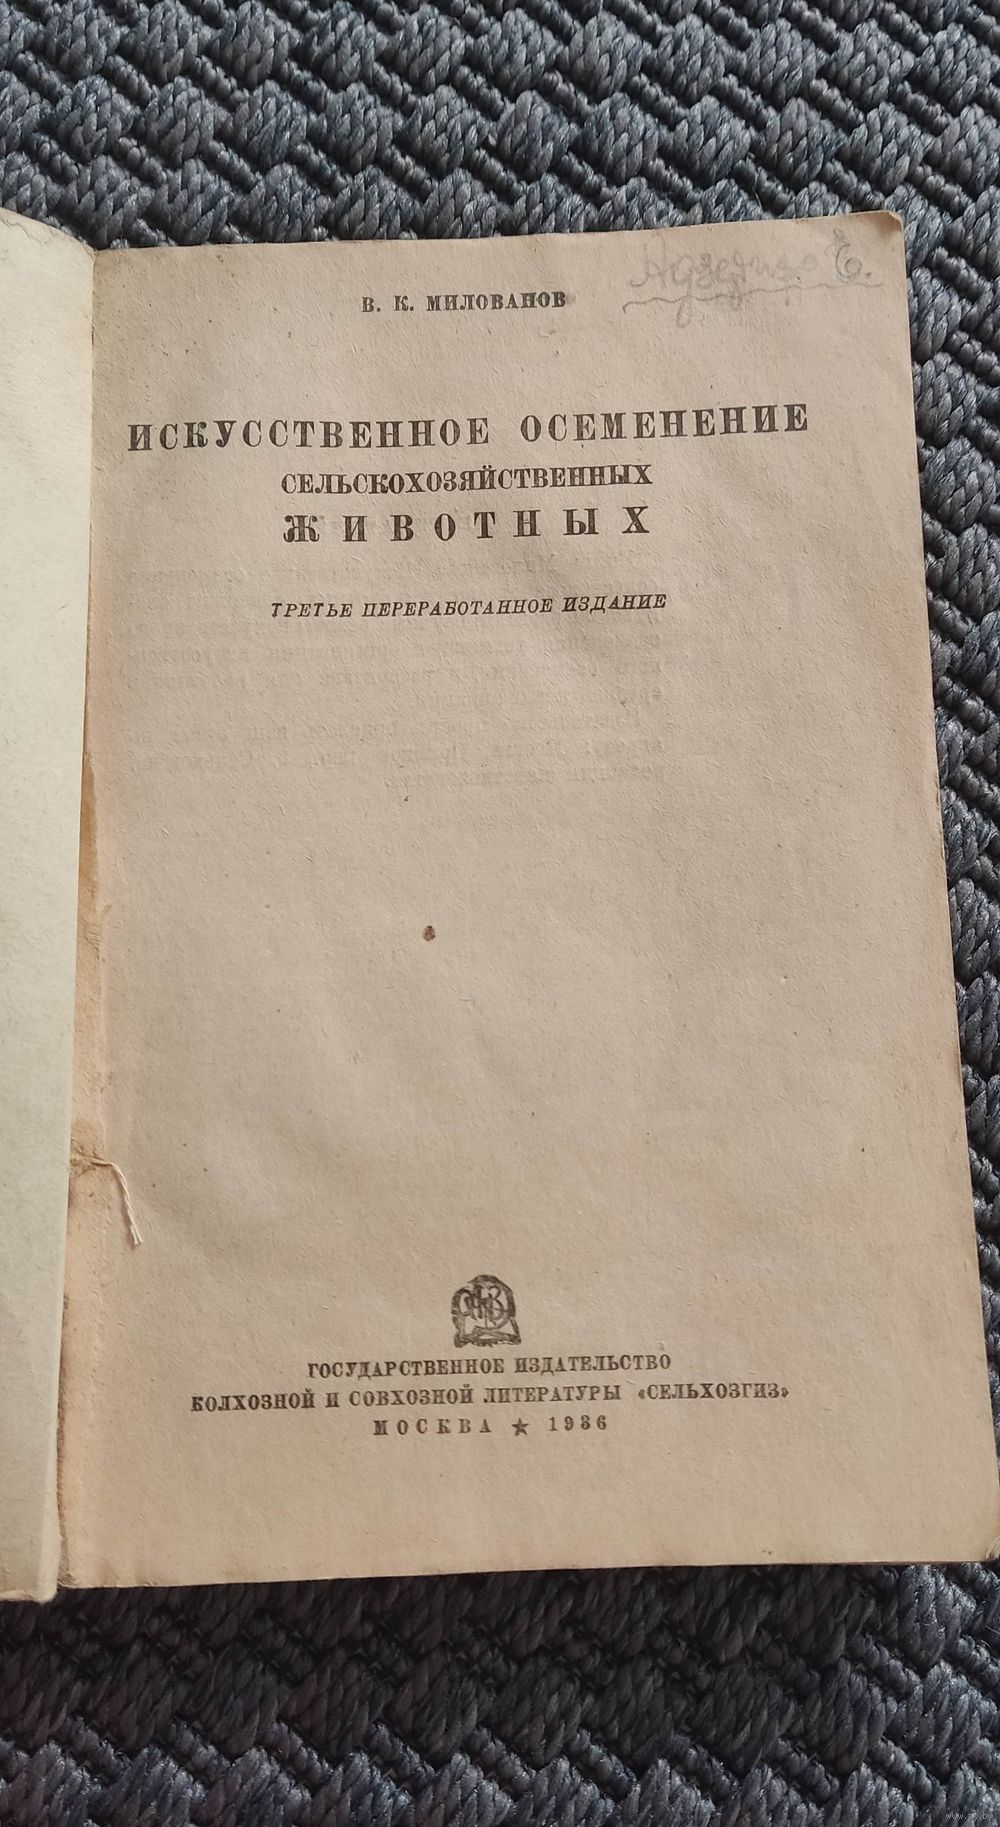 В. К. МИЛОВАНОВ
ИСКУССТВЕННОЕ ОСЕМЕНЕНИЕ
СЕЛЬСКОХОЗЯЙСТВЕННЫХ
ЖИВОТНЫХ
ТРЕТЬЕ ПЕРЕРАБОТАННОЕ ИЗДАНИЕ
ГОСУДАРСТВЕННОЕ ИЗДАТЕЛЬСТВО
КОЛХОЗНОЙ И СОВХОЗНОЙ ЛИТЕРАТУРЫ «СЕЛЬХОЗГИЗ»
МОСКВА ★ 1936